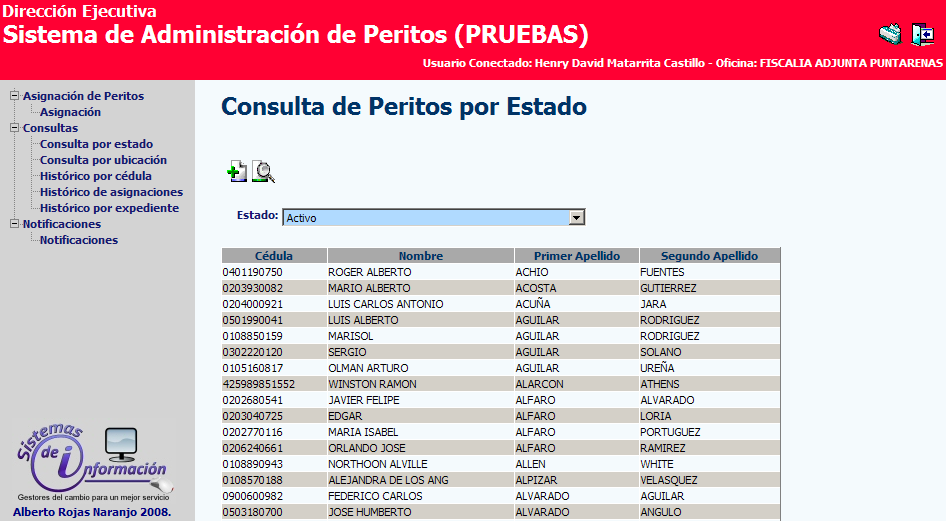 Dirección Ejecutiva
Sistema de Administración de Peritos (PRUEBAS)
Usuario Conectado: Henry David Matarrita Castillo - Oficina: FISCALIA ADJUNTA PUNTARENAS
Asignación de Peritos
Asignación
Consultas
Consulta por estado
Consulta por ubicación
Histórico por cédula
Histórico de asignaciones
Histórico por expediente
Notificaciones
Notificaciones
Sistemas
de
información
Gestores del cambio para un mejor servicio
Alberto Rojas Naranjo 2008.
Consulta de Peritos por Estado
Estado: Activo
Cédula Nombre Primer Apellido Segundo Apellido
0401190750 ROGER ALBERTO ACHIO FUENTES
0203930082 MARIO ALBERTO ACOSTA GUTIERREZ
0204000921 LUIS CARLOS ANTONIO ACUÑA JARA
0501990041 LUIS ALBERTO AGUILAR RODRIGUEZ
0108850159 MARISOL AGUILAR RODRIGUEZ
0302220120 SERGIO AGUILAR SOLANO
0105160817 OLMAN ARTURO AGUILAR UREÑA
425989851552 WINSTON RAMON ALARCON ATHENS
0202680541 JAVIER FELIPE ALFARO ALVARADO
0203040725 EDGAR ALFARO LORIA
0202770116 MARIA ISABEL ALFARO PORTUGUEZ
0206240661 ORLANDO JOSE ALFARO RAMIREZ
0108890943 NORTHOON ALVILLE ALLEN WHITE
0108570188 ALEJANDRA DE LOS ANG ALPIZAR VELASQUEZ
0900600982 FEDERICO CARLOS ALVARADO AGUILAR
0503180700 JOSE HUMBERTO ALVARADO ANGULO